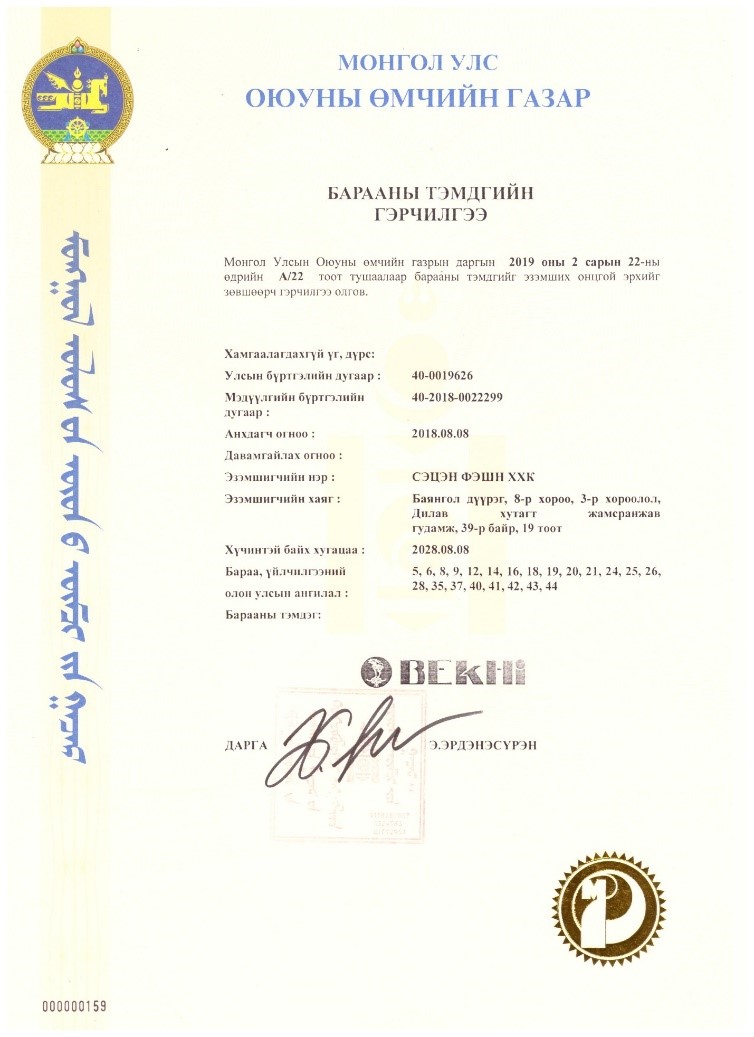 МОНГОЛ УЛС
ОЮУНЫ ӨМЧИЙН ГАЗАР
БАРААНЫ ТЭМДГИЙН
ГЭРЧИЛГЭЭ
Монгол Улсын Оюуны өмчийн газрын даргын 2019 оны 2 сарын 22-ны
өдрийн А/22 тоот тушаалаар барааны тэмдгийг эзэмших онцгой эрхийг
зөвшөөрч гэрчилгээ олгов.
Хамгаалагдахгүй үг, дүрс:
Улсын бүртгэлийн дугаар : 40-0019626
Мэдүүлгийн бүртгэлийн 40-2018-0022299
дугаар :
Анхдагч огноо : 2018.08.08
Давамгайлах огноо :
Эзэмшигчийн нэр : СЭЦЭН ФЭШН ХХК
Эзэмшигчийн хаяг : Баянгол дүүрэг, 8-р хороо, 3-р хороолол,
Дилав хутагт жамсранжав
гудамж, 39-р байр, 19 тоот
Хүчинтэй байх хугацаа : 2028.08.08
Бараа, үйлчилгээний 5, 6, 8, 9, 12, 14, 16, 18, 19, 20, 21, 24, 25, 26,
олон улсын ангилал : 28, 35, 37, 40, 41, 42, 43, 44
Барааны тэмдэг:
BEKHi
ДАРГА Э.ЭРДЭНЭСҮРЭН
000000159